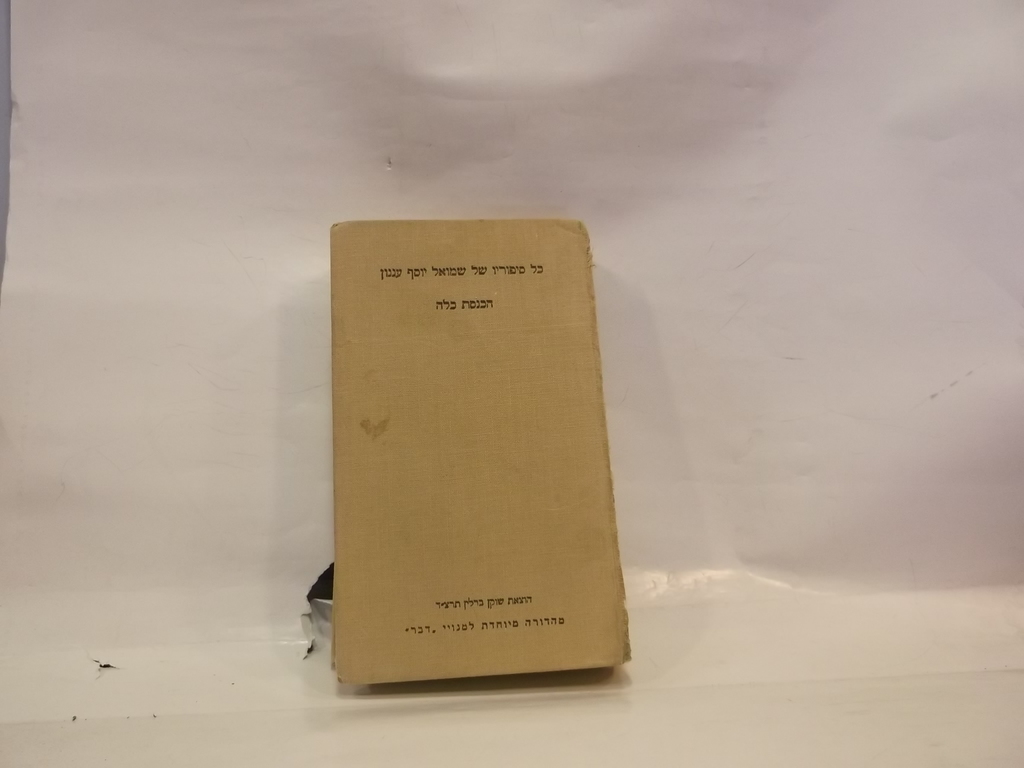 כל סיפוריו של שמואל יוסף עגנון
הכנסת כלה
הוצאת שוקן ברלין תרצ״ד
מהדורה מיוחדת למנויי „דבר״